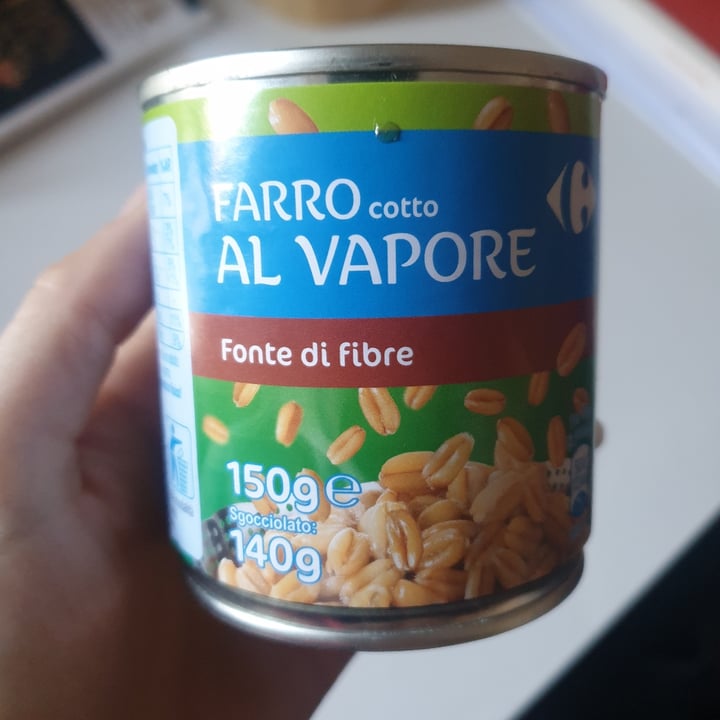 FARRO cotto
AL VAPORE
Fonte di fibre
150g e
Sgocciolato:
140g